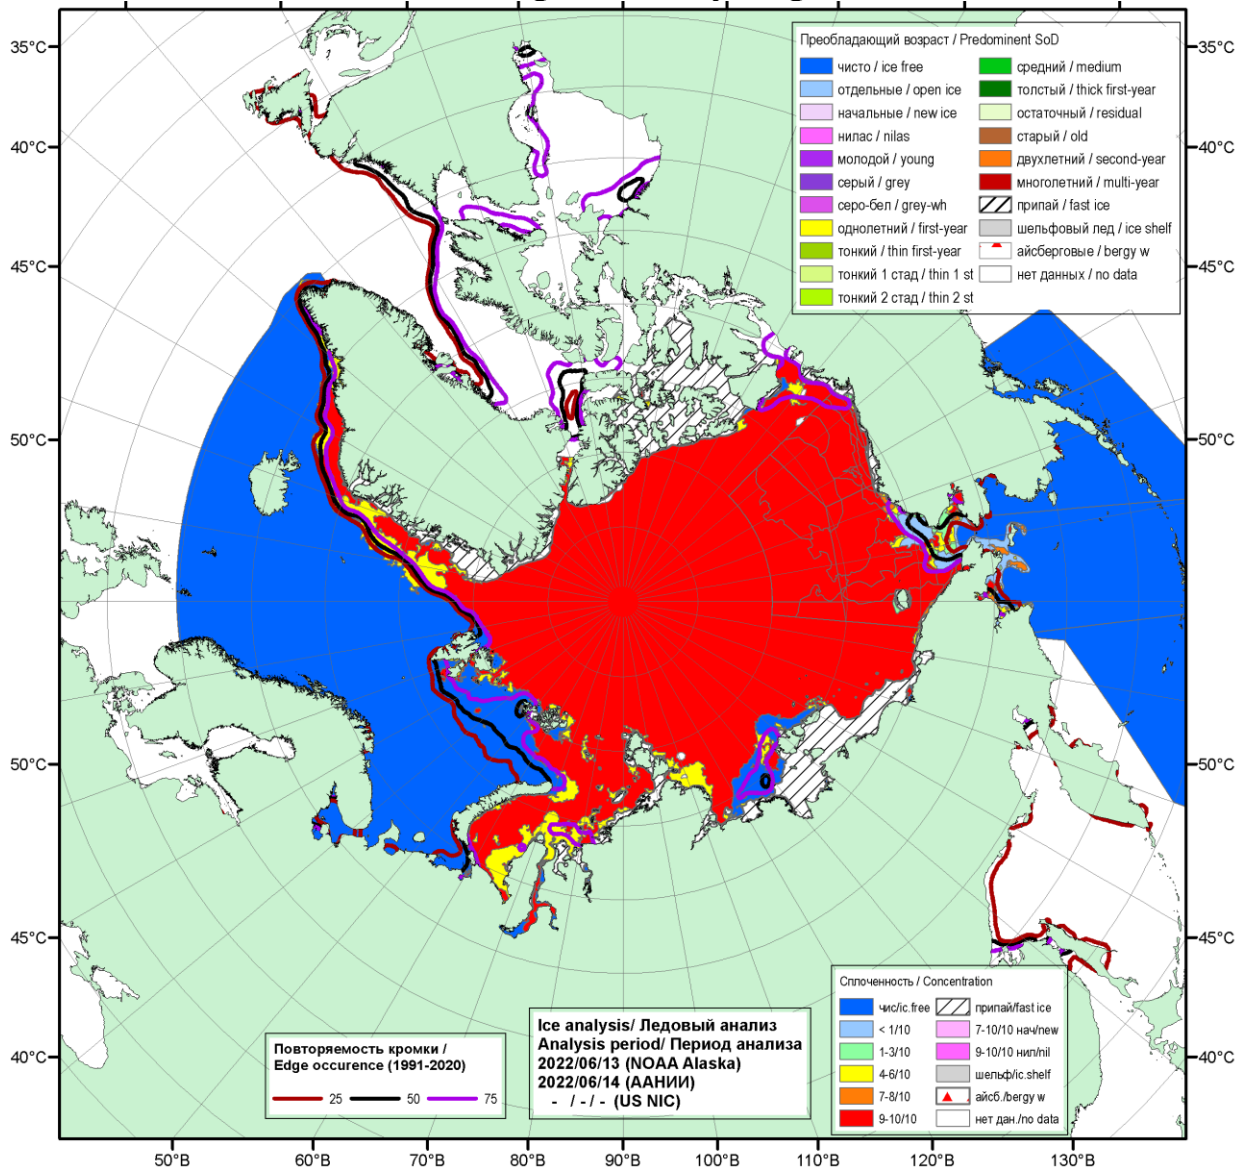 Преобладающий возраст / Predominent SoD
чисто / ice free
отдельные / open ice
начальные / new ice
нилас / nilas
молодой / young
серый / grey
серо-бел / grey-wh
однолетний / first-year
тонкий / thin first-year
тонкий 1 стад / thin 1 st
тонкий 2 стад / thin 2 st
средний / medium
толстый / thick first-year
остаточный / residual
старый / old
двухлетний / second-year
многолетний / multi-year
припай / fast ice
шельфовый лед / ice shelf
айсберговые / bergy w
нет данных / no data
35°С
40°С
45°С
50°С
50°С
45°С
40°С
35°С
40°С
45°С
50°С
50°С
45°С
40°С
Сплоченность / Concentration
чис/ic.free
< 1/10
1-3/10
4-6/10
7-8/10
9-10/10
припай/fast ice
7-10/10 нач/new
9-10/10 нил/nil
шельф/ic.shelf
айсб./bergy w
нет дан./no data
Повторяемость кромки /
Edge occurence (1991-2020)
25 50 75
Ice analysis/ Ледовый анализ
Analysis period/ Период анализа
2022/06/13 (NOAA Alaska)
2022/06/14 (ААНИИ)
- / - / - (US NIC)
50°В 60°В 70°В 80°В 90°В 100°В 110°В 120°В 130°В